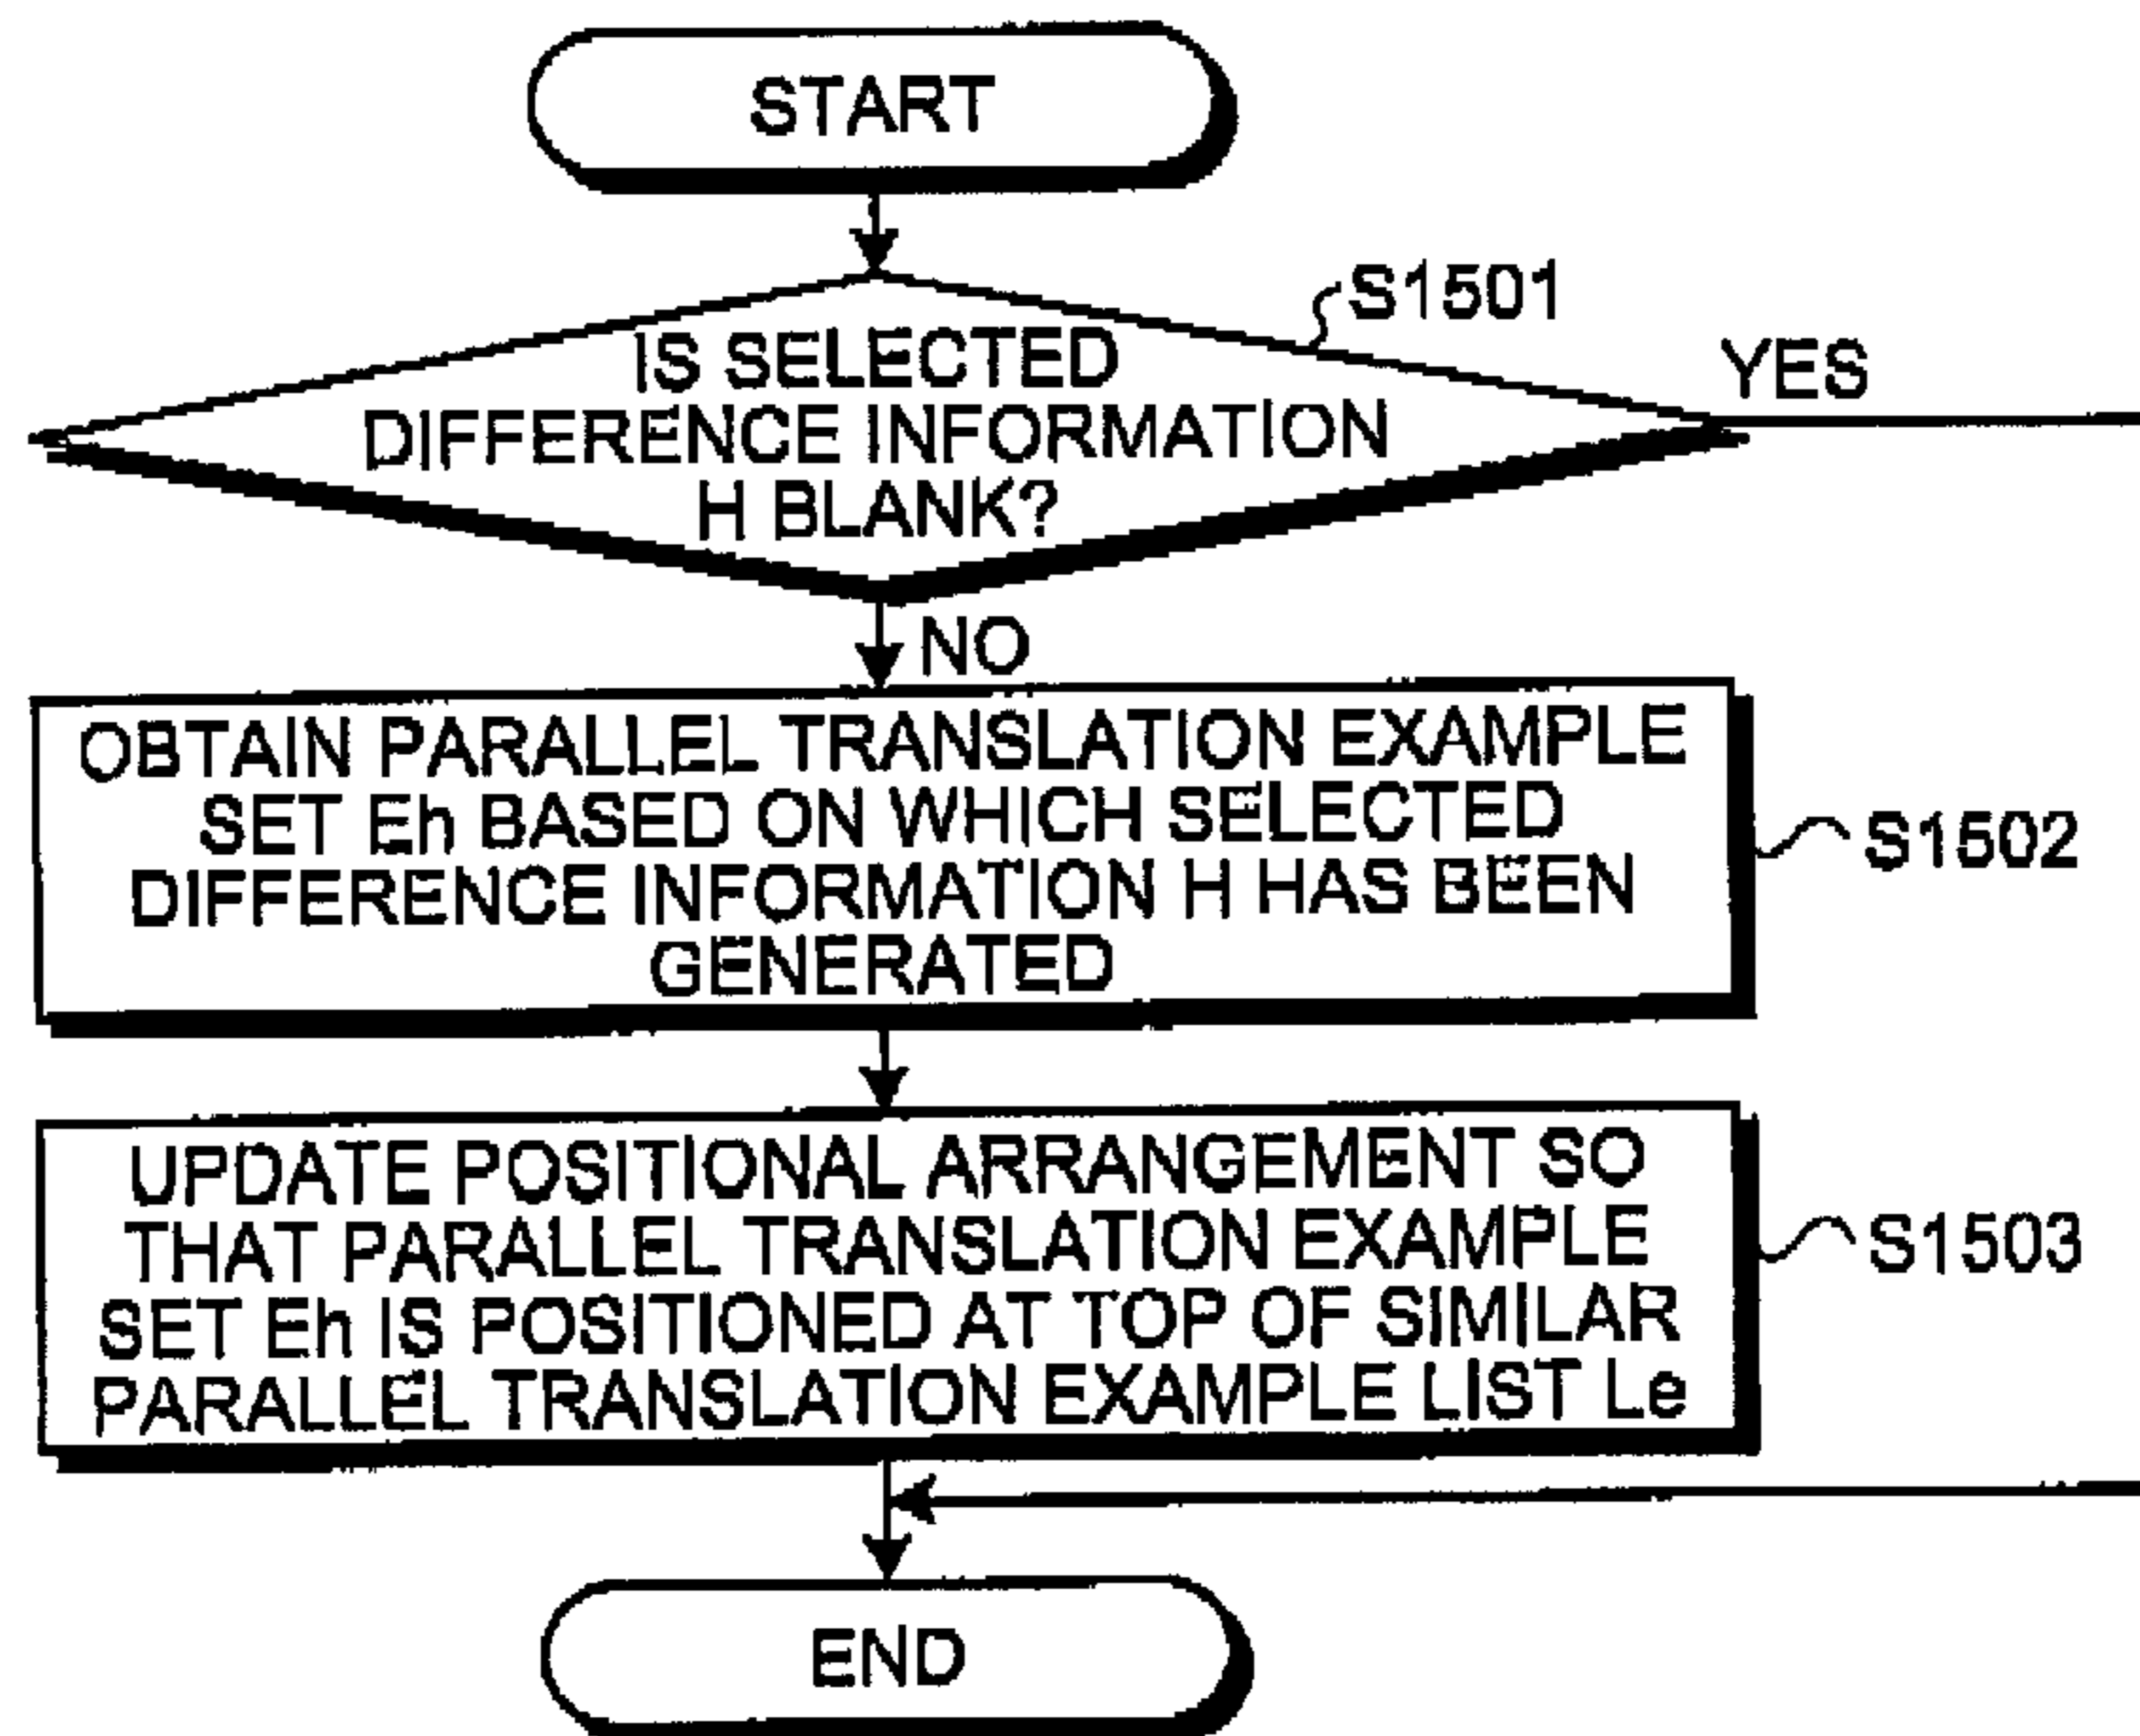 START
S1501
IS SELECTED
DIFFERENCE INFORMATION
H BLANK?
YES
NO
OBTAIN PARALLEL TRANSLATION EXAMPLE
SET Eh BASED ON WHICH SELECTED
DIFFERENCE INFORMATION H HAS BEEN
GENERATED
S1502
UPDATE POSITIONAL ARRANGEMENT SO
THAT PARALLEL TRANSLATION EXAMPLE
SET Eh IS POSITIONED AT TOP OF SIMILAR
PARALLEL TRANSLATION EXAMPLE LIST Le
S1503
END